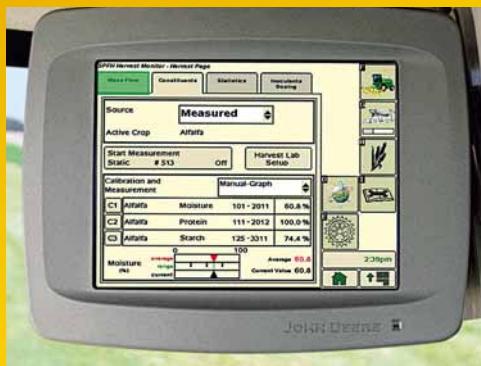 SPFH Harvest Monitor - Harvest Page
Mass Flow Constituents Statistics Inoculants Dosing
Source Measured
Active Crop Alfalfa
Start Measurement
Static # 513 Off
Harvest Lab
Setup
Calibration and
Measurement
Manual-Graph
C1 Alfalfa Moisture 101-2011 60.8 %
C2 Alfalfa Protein 111-2012 100.0 %
C3 Alfalfa Starch 125-3311 74.4 %
0 100
Moisture
(%)
average
range
current
Average 60.8
Current Value 60.8
2:39pm
JOHN DEERE